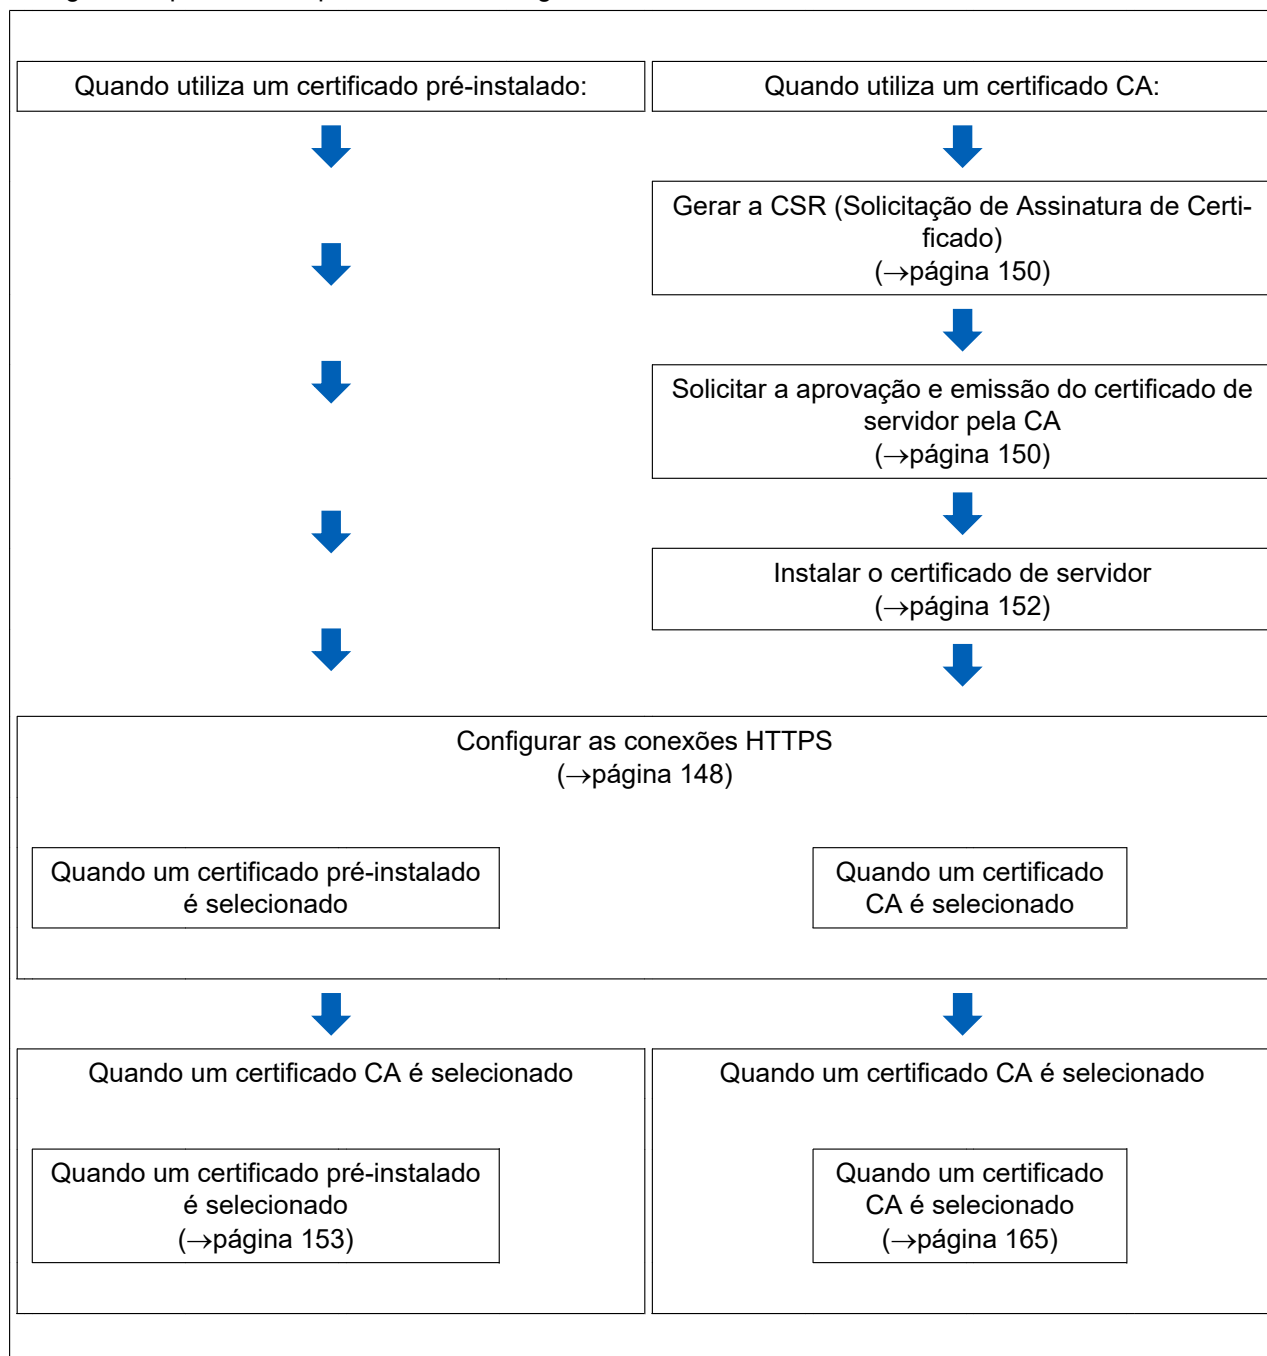 Quando utiliza um certificado pré-instalado:
Quando utiliza um certificado CA:
Gerar a CSR (Solicitação de Assinatura de Certi-
ficado)
(→página 150)
Solicitar a aprovação e emissão do certificado de
servidor pela CA
(→página 150)
Instalar o certificado de servidor
(→página 152)
Configurar as conexões HTTPS
(→página 148)
Quando um certificado pré-instalado
é selecionado
Quando um certificado
CA é selecionado
Quando um certificado CA é selecionado
Quando um certificado pré-instalado
é selecionado
(→página 153)
Quando um certificado CA é selecionado
Quando um certificado
CA é selecionado
(→página 165)